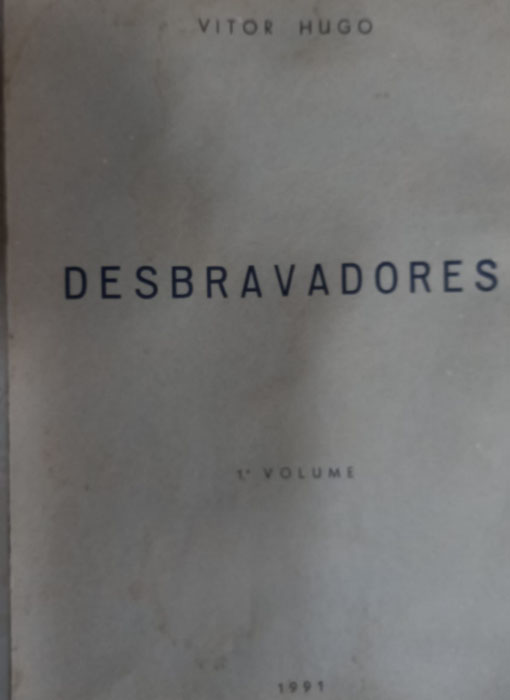 VITOR HUGO
DESBRAVADORES
1º VOLUME
1991